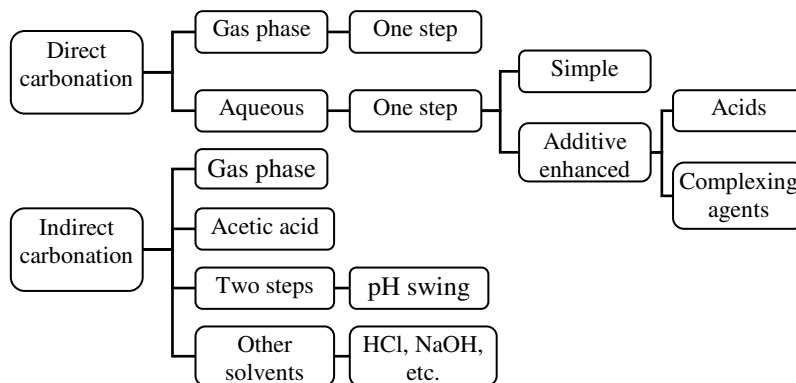 Direct
carbonation
Gas phase
One step
Aqueous
One step
Simple
Additive
enhanced
Acids
Complexing
agents
Indirect
carbonation
Gas phase
Acetic acid
Two steps
pH swing
Other
solvents
HCl, NaOH,
etc.